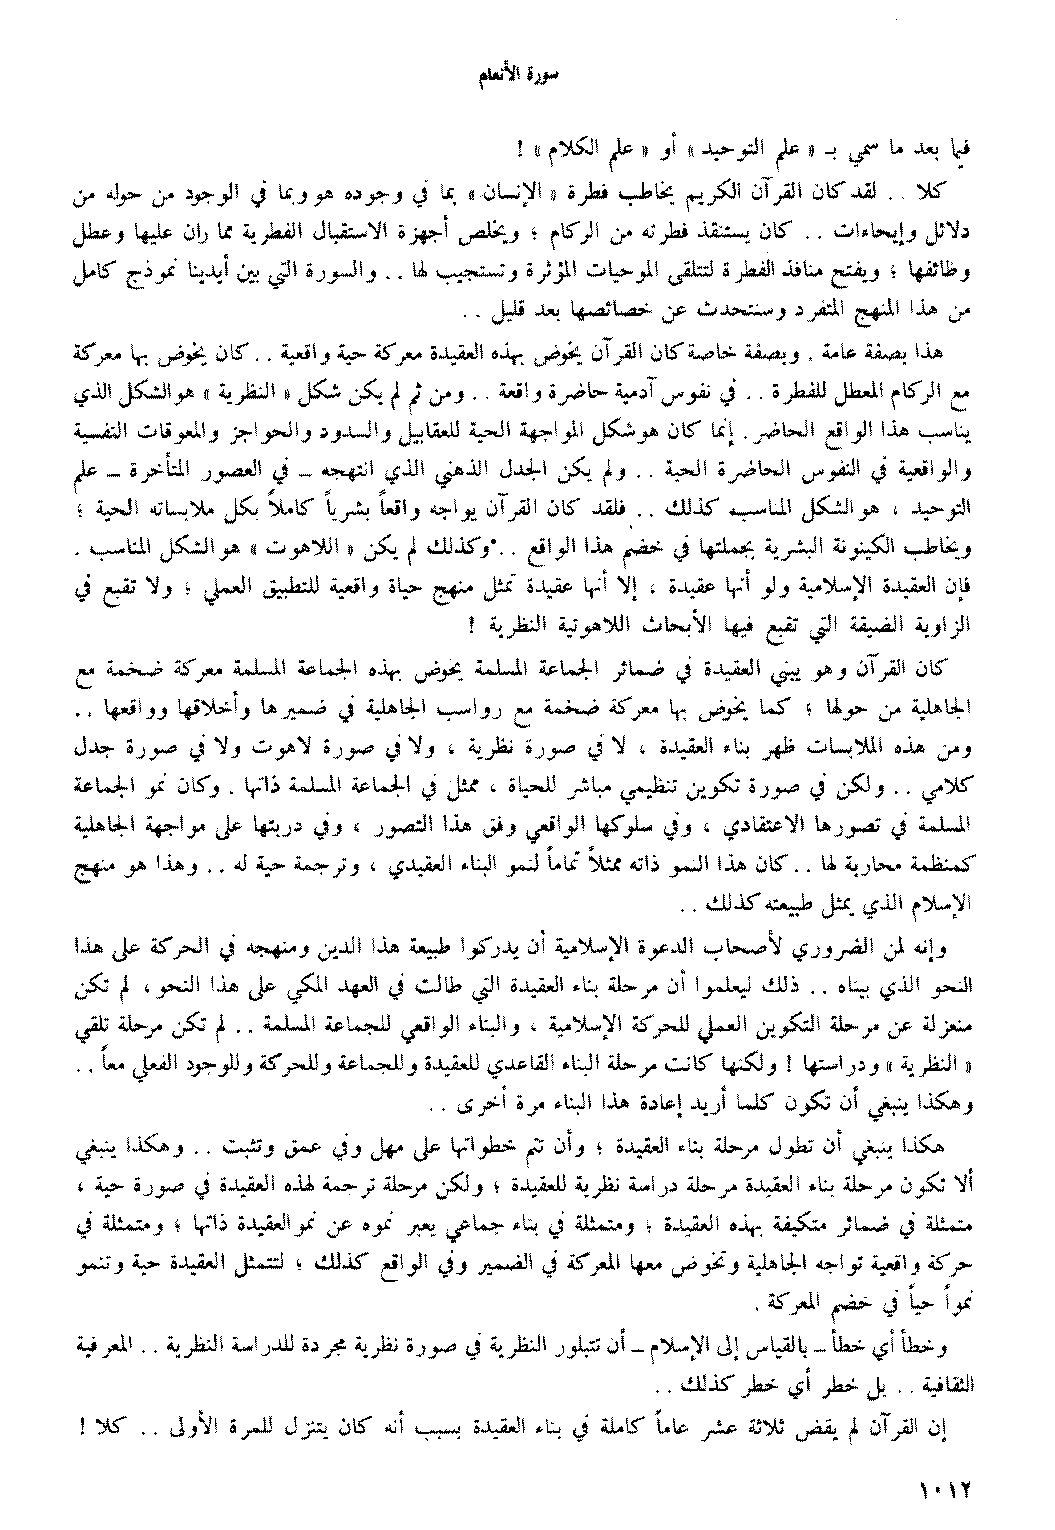 سورة الأنعام
فيما بعد ما سمي بـ « علم التوحيد » أو « علم الكلام » !
كلا . . لقد كان القرآن الكريم يخاطب فطرة « الإنسان » بما في وجوده هو وبما في الوجود من حوله من
دلائل وإيحاءات . . كان يستنقذ فطرته من الركام ؛ ويخلص أجهزة الاستقبال الفطرية مما ران عليها وعطل
وظائفها ؛ ويفتح منافذ الفطرة لتتلقى الموحيات المؤثرة وتستجيب لها . . والسورة التي بين أيدينا نموذج كامل
من هذا المنهج المتفرد وسنتحدث عن خصائصها بعد قليل . .
هذا بصفة عامة . وبصفة خاصة كان القرآن يخوض بهذه العقيدة معركة حية واقعية . . كان يخوض بها معركة
مع الركام المعطل للفطرة . . في نفوس آدمية حاضرة واقعة . . ومن ثم لم يكن شكل « النظرية » هو الشكل الذي
يناسب هذا الواقع الحاضر . إنما كان هو شكل المواجهة الحية للعقابيل والسدود والحواجز والمعوقات النفسية
والواقعية في النفوس الحاضرة الحية . . ولم يكن الجدل الذهني الذي انتهجه – في العصور المتأخرة – علم
التوحيد ، هو الشكل المناسب كذلك . . فلقد كان القرآن يواجه واقعاً بشرياً كاملاً بكل ملابساته الحية ؛
ويخاطب الكينونة البشرية بجملتها في خضم هذا الواقع . . وكذلك لم يكن « اللاهوت » هو الشكل المناسب .
فإن العقيدة الإسلامية ولو أنها عقيدة ، إلا أنها عقيدة تمثل منهج حياة واقعية للتطبيق العملي ؛ ولا تقبع في
الزاوية الضيقة التي تقبع فيها الأبحاث اللاهوتية النظرية !
كان القرآن وهو يبني العقيدة في ضمائر الجماعة المسلمة يخوض بهذه الجماعة المسلمة معركة ضخمة مع
الجاهلية من حولها ؛ كما يخوض بها معركة ضخمة مع رواسب الجاهلية في ضميرها وأخلاقها وواقعها . .
ومن هذه الملابسات ظهر بناء العقيدة ، لا في صورة نظرية ، ولا في صورة لاهوت ولا في صورة جدل
كلامي . . ولكن في صورة تكوين تنظيمي مباشر للحياة ، ممثل في الجماعة المسلمة ذاتها . وكان نمو الجماعة
المسلمة في تصورها الاعتقادي ، وفي سلوكها الواقعي وفق هذا التصور ، وفي دربتها على مواجهة الجاهلية
كمنظمة محاربة لها . . كان هذا النمو ذاته ممثلاً تماماً لنمو البناء العقيدي ، وترجمة حية له . . وهذا هو منهج
الإسلام الذي يمثل طبيعته كذلك . .
وإنه لمن الضروري لأصحاب الدعوة الإسلامية أن يدركوا طبيعة هذا الدين ومنهجه في الحركة على هذا
النحو الذي بيناه . . ذلك ليعلموا أن مرحلة بناء العقيدة التي طالت في العهد المكي على هذا النحو ، لم تكن
منعزلة عن مرحلة التكوين العملي للحركة الإسلامية ، والبناء الواقعي للجماعة المسلمة . . لم تكن مرحلة تلقي
« النظرية » ودراستها ! ولكنها كانت مرحلة البناء القاعدي للعقيدة وللجماعة وللحركة وللوجود الفعلي معاً . .
وهكذا ينبغي أن تكون كلما أريد إعادة هذا البناء مرة أخرى . .
هكذا ينبغي أن تطول مرحلة بناء العقيدة ؛ وأن تتم خطواتها على مهل وفي عمق وتثبت . . وهكذا ينبغي
ألا تكون مرحلة بناء العقيدة مرحلة دراسة نظرية للعقيدة ؛ ولكن مرحلة ترجمة لهذه العقيدة في صورة حية ،
متمثلة في ضمائر متكيفة بهذه العقيدة ؛ ومتمثلة في بناء جماعي يعبر نموه عن نمو العقيدة ذاتها ؛ ومتمثلة في
حركة واقعية تواجه الجاهلية وتخوض معها المعركة في الضمير وفي الواقع كذلك ؛ لتتمثل العقيدة حية وتنمو
نمواً حياً في خضم المعركة .
وخطأ أي خطأ – بالقياس إلى الإسلام – أن تتبلور النظرية في صورة نظرية مجردة للدراسة النظرية . . المعرفية
الثقافية . . بل خطر أي خطر كذلك . .
إن القرآن لم يقض ثلاثة عشر عاماً كاملة في بناء العقيدة بسبب أنه كان يتنزل للمرة الأولى . . كلا !
١٠١٢